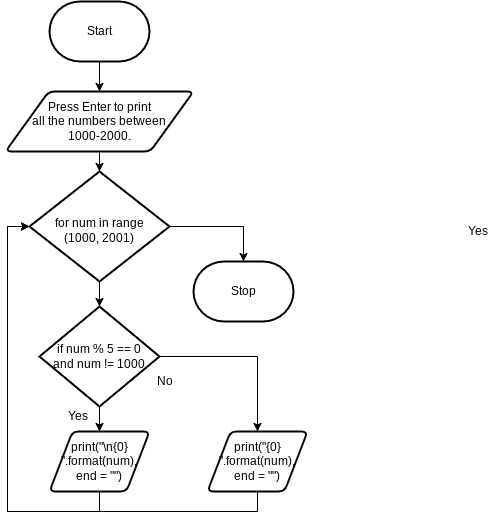 Start
Press Enter to print
all the numbers between
1000-2000.
for num in range
(1000, 2001)
Yes
Stop
if num % 5 == 0
and num != 1000
No
Yes
print("\n{0}
".format(num),
end = "")
print("{0}
".format(num),
end = "")